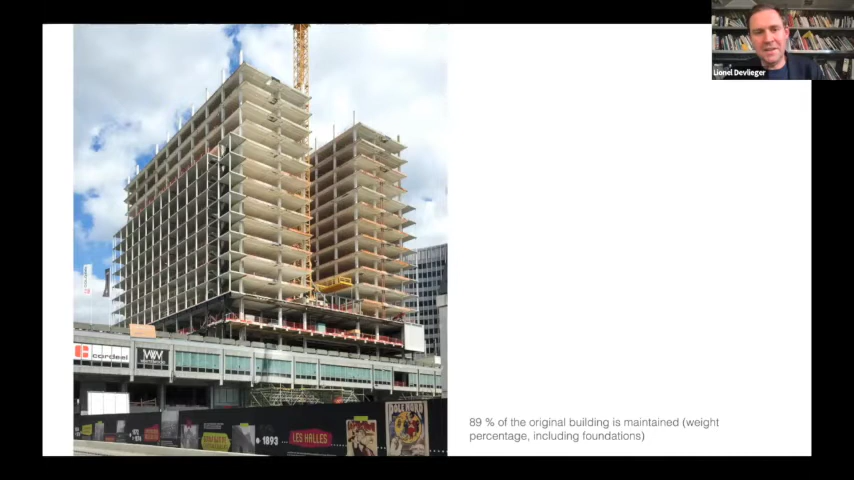 Lionel Devlieger
cordeel
1893
LES HALLES
89 % of the original building is maintained (weight
percentage, including foundations)